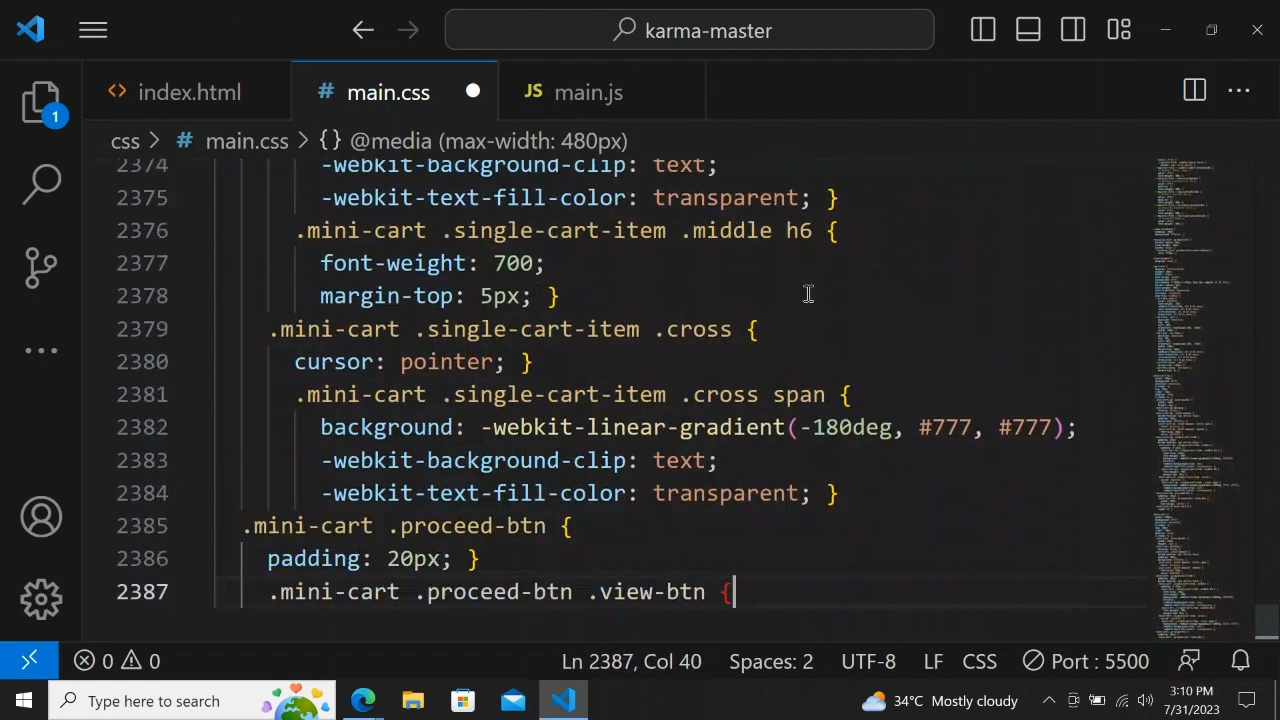 karma-master
index.html
# main.css
JS main.js
1
css > # main.css > {} @media (max-width: 480px)
2374 -webkit-background-clip: text;
2375 -webkit-text-fill-color: transparent; }
2376 .mini-cart .single-cart-item .middle h6 {
2377 font-weight: 700;
2378 margin-top: 5px; }
2379 .mini-cart .single-cart-item .cross {
2380 cursor: pointer; }
2381 .mini-cart .single-cart-item .cross span {
2382 background: -webkit-linear-gradient(-180deg, #777, #777);
2383 -webkit-background-clip: text;
2384 -webkit-text-fill-color: transparent; }
2385 .mini-cart .proced-btn {
2386 padding: 20px; }
2387 .mini-cart .proced-btn .view-btn {
0 0 Ln 2387, Col 40 Spaces: 2 UTF-8 LF CSS Port : 5500
Type here to search
34°C Mostly cloudy
3:10 PM
7/31/2023